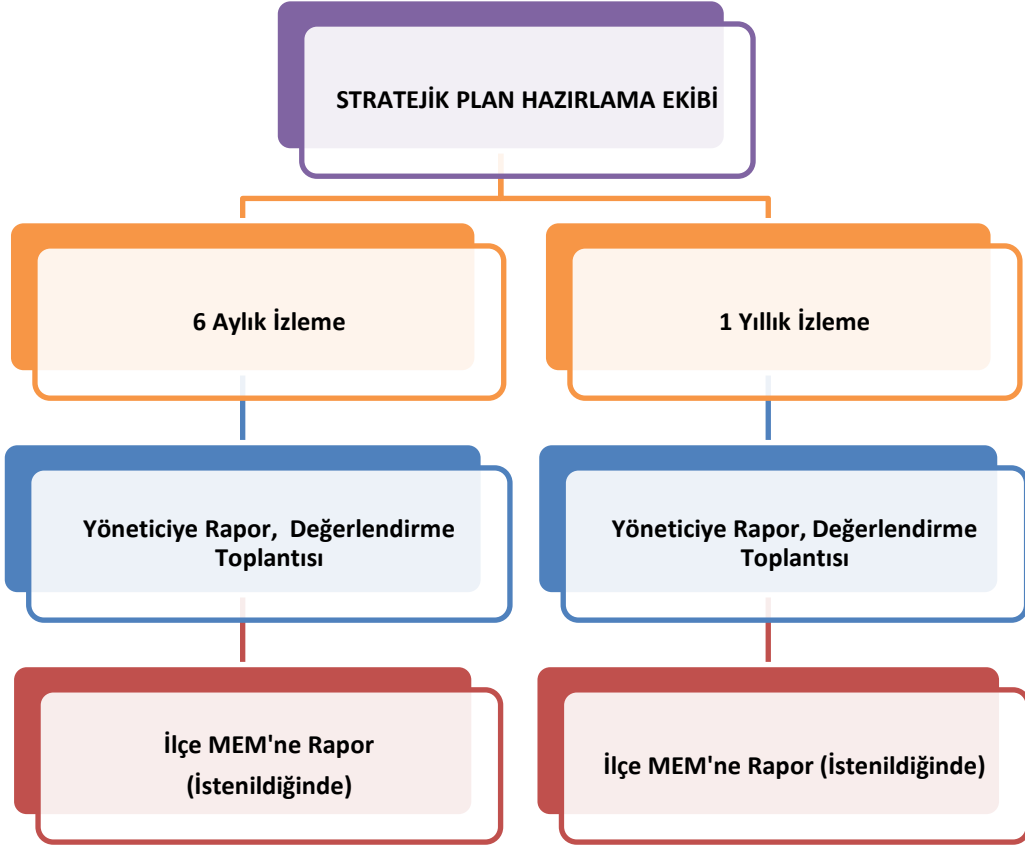 STRATEJİK PLAN HAZIRLAMA EKİBİ
6 Aylık İzleme
1 Yıllık İzleme
Yöneticiye Rapor, Değerlendirme
Toplantısı
Yöneticiye Rapor, Değerlendirme
Toplantısı
İlçe MEM'ne Rapor
(İstenildiğinde)
İlçe MEM'ne Rapor (İstenildiğinde)